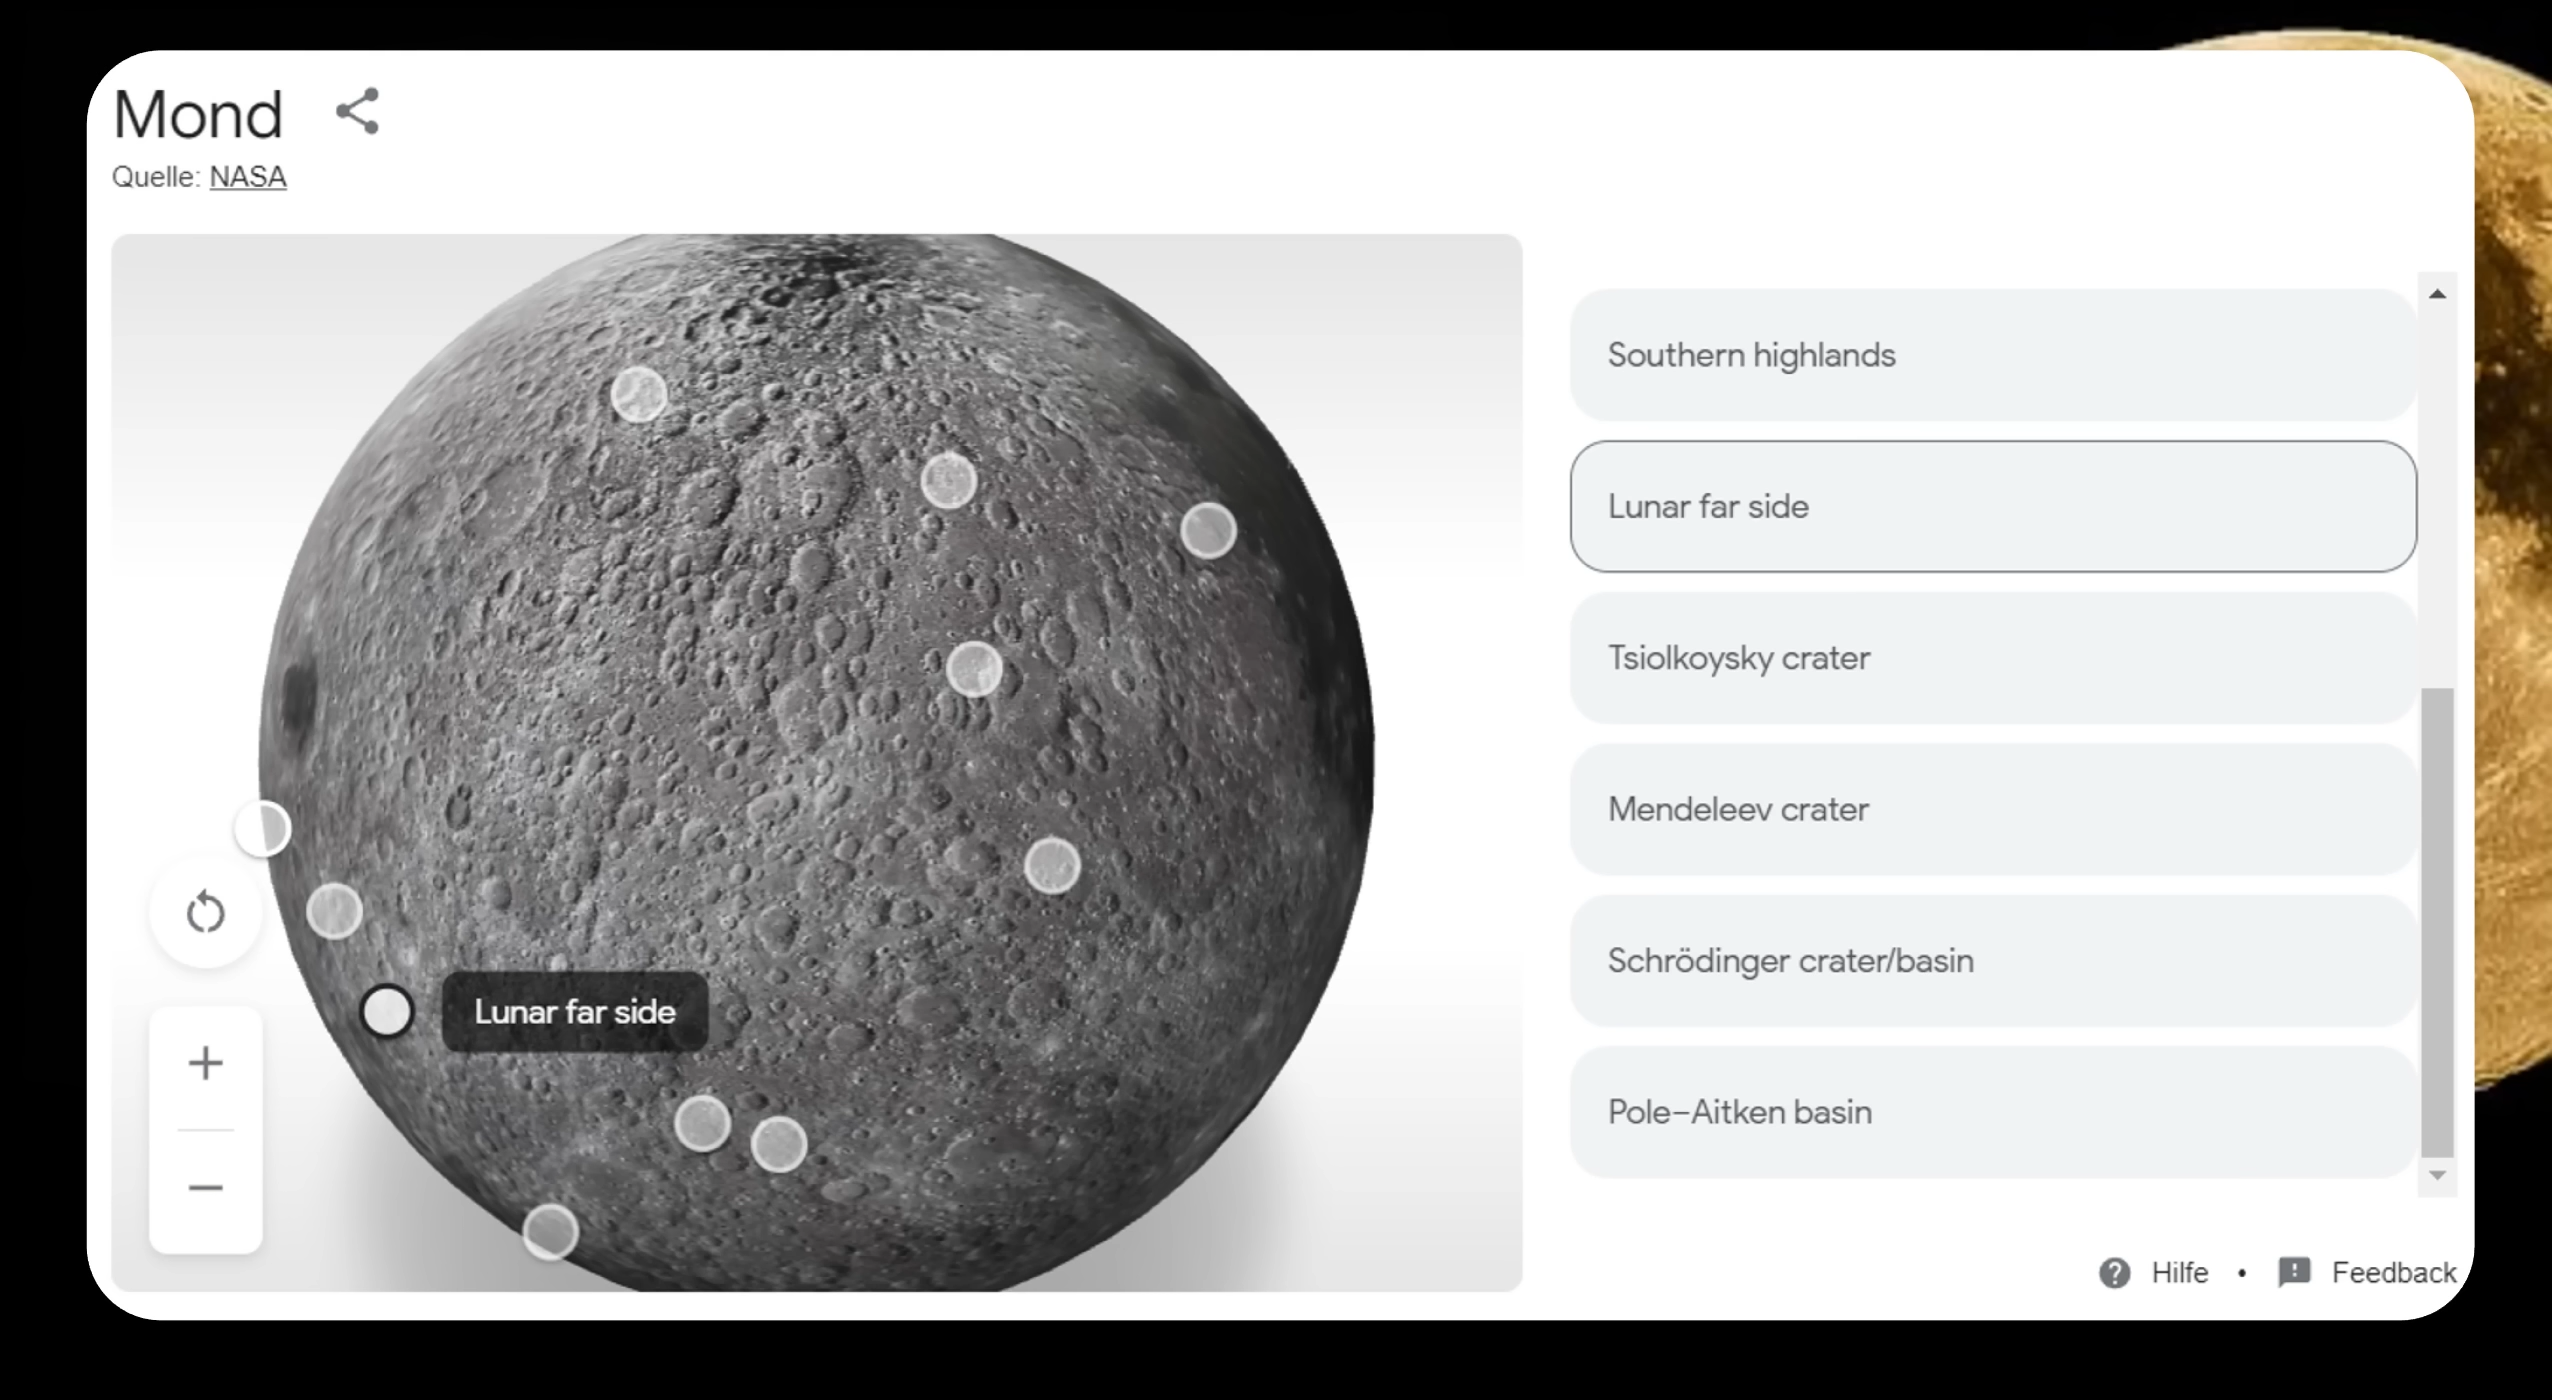 Mond
Quelle: NASA
Lunar far side
Southern highlands
Lunar far side
Tsiolkoysky crater
Mendeleev crater
Schrödinger crater/basin
Pole–Aitken basin
Hilfe • Feedback